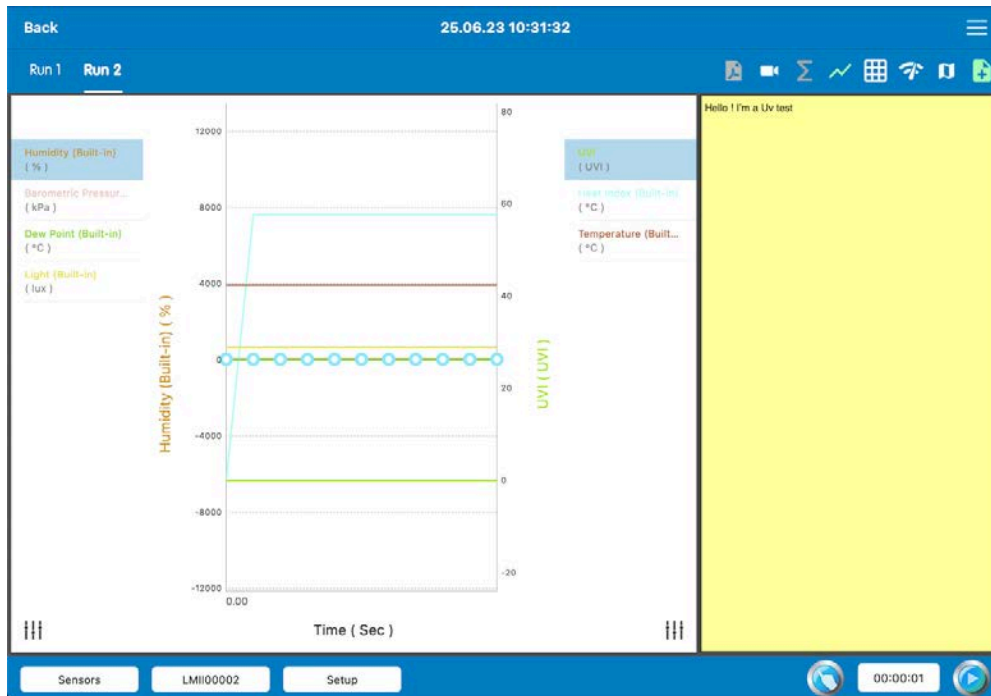 Back
25.06.23 10:31:32
Run 1
Run 2
Hello ! I'm a Uv test
Humidity (Built-in)
( % )
Barometric Pressur...
( kPa )
Dew Point (Built-in)
( °C )
Light (Built-in)
( lux )
Humidity (Built-in) ( % )
12000
8000
4000
0
-4000
-8000
-12000
80
60
40
20
0
-20
UVI ( UVI )
UVI
( UVI )
Heat Index (Built-in)
( °C )
Temperature (Built...
( °C )
0.00
Time ( Sec )
Sensors
LMII00002
Setup
00:00:01